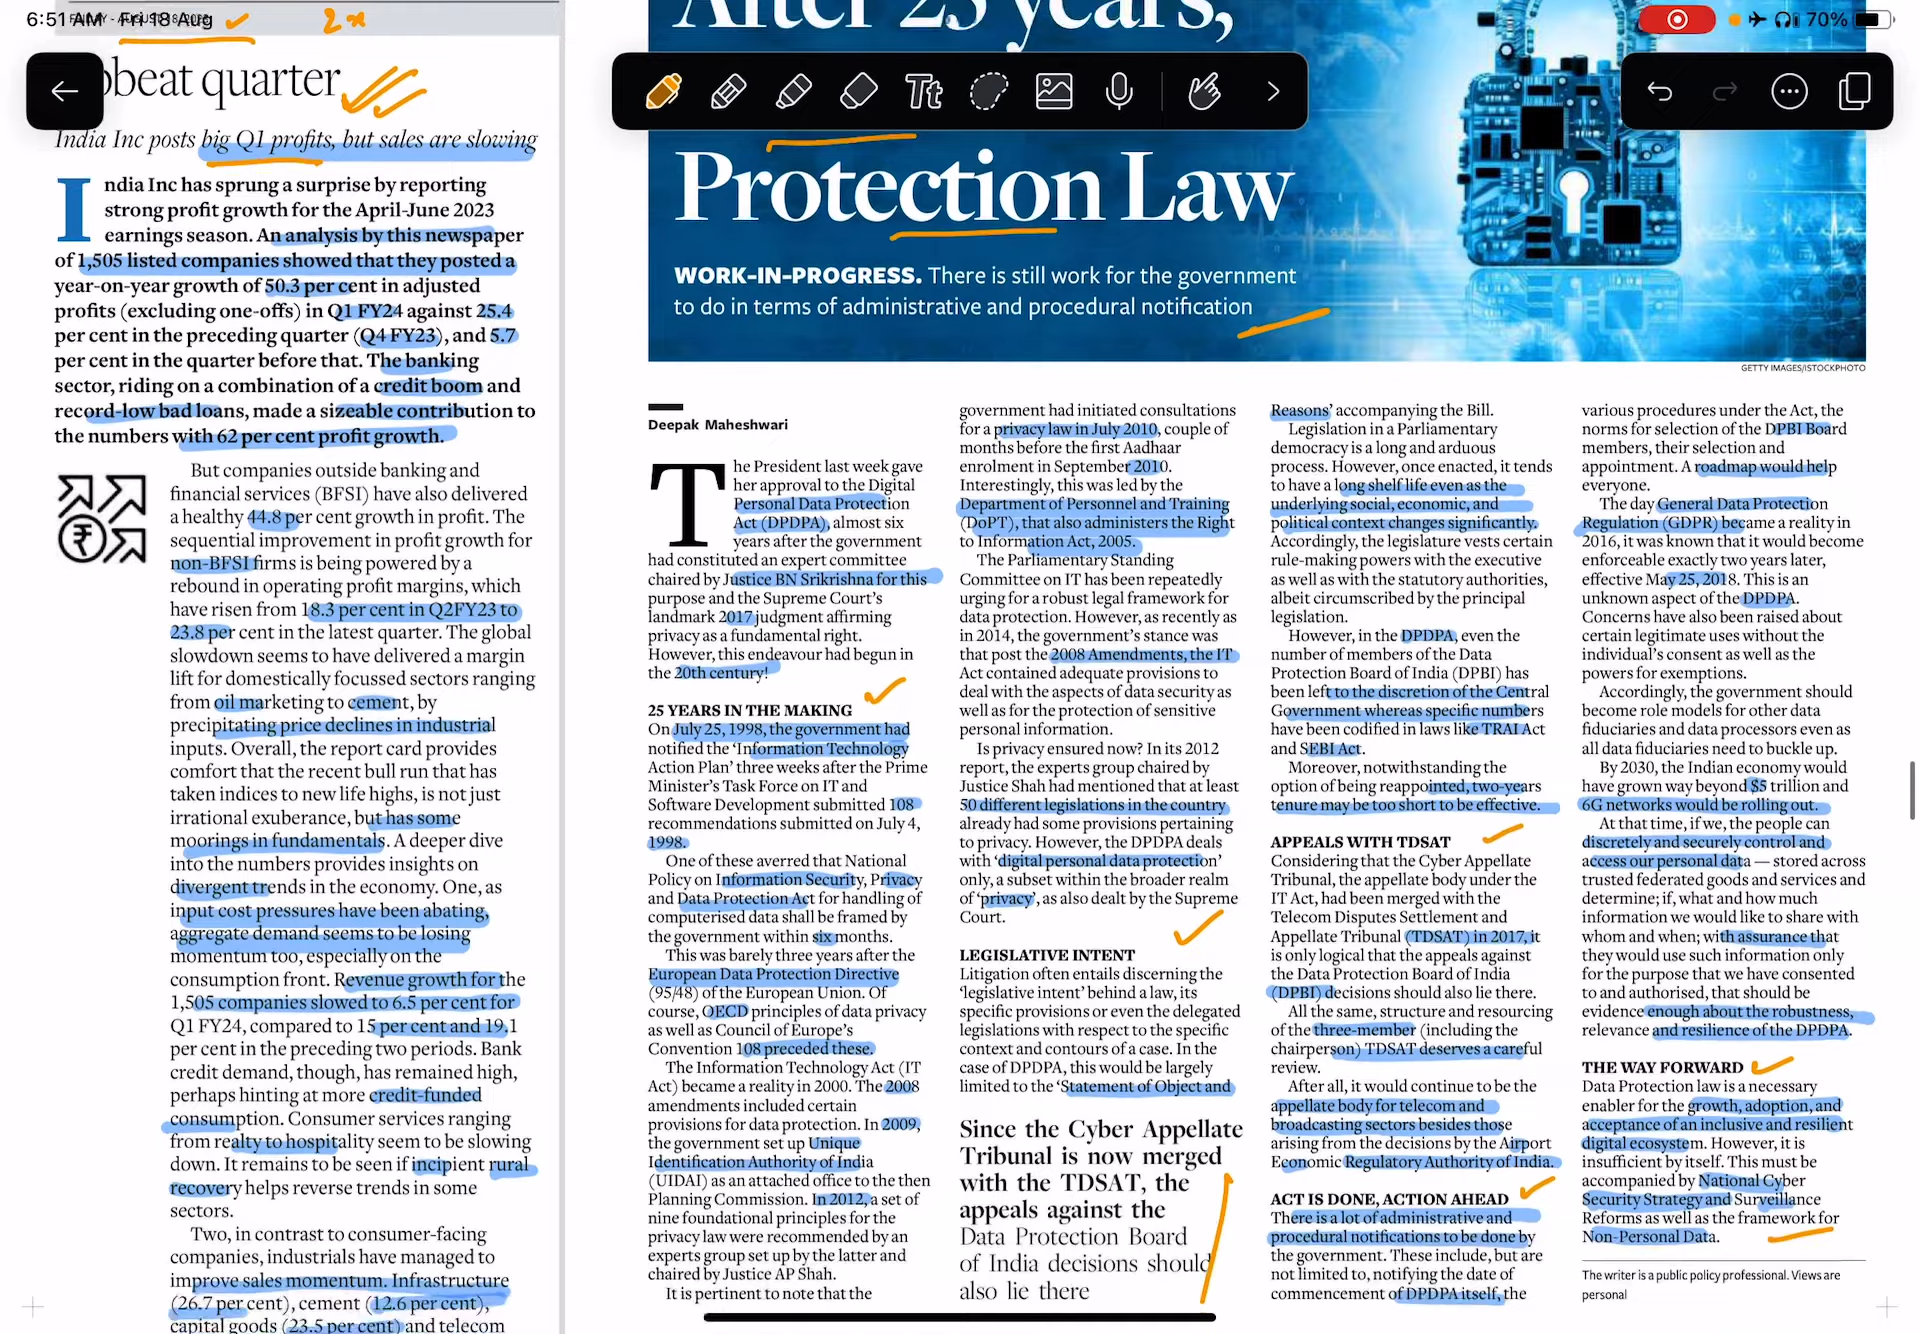 6:51 AM Fri 18 Aug
2x
70%
beat quarter
India Inc posts big Q1 profits, but sales are slowing
India Inc has sprung a surprise by reporting
strong profit growth for the April-June 2023
earnings season. An analysis by this newspaper
of 1,505 listed companies showed that they posted a
year-on-year growth of 50.3 per cent in adjusted
profits (excluding one-offs) in Q1 FY24 against 25.4
per cent in the preceding quarter (Q4 FY23), and 5.7
per cent in the quarter before that. The banking
sector, riding on a combination of a credit boom and
record-low bad loans, made a sizeable contribution to
the numbers with 62 per cent profit growth.
But companies outside banking and
financial services (BFSI) have also delivered
a healthy 44.8 per cent growth in profit. The
sequential improvement in profit growth for
non-BFSI firms is being powered by a
rebound in operating profit margins, which
have risen from 18.3 per cent in Q2FY23 to
23.8 per cent in the latest quarter. The global
slowdown seems to have delivered a margin
lift for domestically focussed sectors ranging
from oil marketing to cement, by
precipitating price declines in industrial
inputs. Overall, the report card provides
comfort that the recent bull run that has
taken indices to new life highs, is not just
irrational exuberance, but has some
moorings in fundamentals. A deeper dive
into the numbers provides insights on
divergent trends in the economy. One, as
input cost pressures have been abating,
aggregate demand seems to be losing
momentum too, especially on the
consumption front. Revenue growth for the
1,505 companies slowed to 6.5 per cent for
Q1 FY24, compared to 15 per cent and 19.1
per cent in the preceding two periods. Bank
credit demand, though, has remained high,
perhaps hinting at more credit-funded
consumption. Consumer services ranging
from realty to hospitality seem to be slowing
down. It remains to be seen if incipient rural
recovery helps reverse trends in some
sectors.
Two, in contrast to consumer-facing
companies, industrials have managed to
improve sales momentum. Infrastructure
(26.7 per cent), cement (12.6 per cent),
capital goods (23.5 per cent) and telecom
After 25 years,
Tt
Protection Law
WORK-IN-PROGRESS. There is still work for the government
to do in terms of administrative and procedural notification
GETTY IMAGES/ISTOCKPHOTO
Deepak Maheshwari
The President last week gave
her approval to the Digital
Personal Data Protection
Act (DPDPA), almost six
years after the government
had constituted an expert committee
chaired by Justice BN Srikrishna for this
purpose and the Supreme Court's
landmark 2017 judgment affirming
privacy as a fundamental right.
However, this endeavour had begun in
the 20th century!
25 YEARS IN THE MAKING
On July 25, 1998, the government had
notified the 'Information Technology
Action Plan' three weeks after the Prime
Minister's Task Force on IT and
Software Development submitted 108
recommendations submitted on July 4,
1998.
One of these averred that National
Policy on Information Security, Privacy
and Data Protection Act for handling of
computerised data shall be framed by
the government within six months.
This was barely three years after the
European Data Protection Directive
(95/48) of the European Union. Of
course, OECD principles of data privacy
as well as Council of Europe's
Convention 108 preceded these.
The Information Technology Act (IT
Act) became a reality in 2000. The 2008
amendments included certain
provisions for data protection. In 2009,
the government set up Unique
Identification Authority of India
(UIDAI) as an attached office to the then
Planning Commission. In 2012, a set of
nine foundational principles for the
privacy law were recommended by an
experts group set up by the latter and
chaired by Justice AP Shah.
It is pertinent to note that the
government had initiated consultations
for a privacy law in July 2010, couple of
months before the first Aadhaar
enrolment in September 2010.
Interestingly, this was led by the
Department of Personnel and Training
(DoPT), that also administers the Right
to Information Act, 2005.
The Parliamentary Standing
Committee on IT has been repeatedly
urging for a robust legal framework for
data protection. However, as recently as
in 2014, the government's stance was
that post the 2008 Amendments, the IT
Act contained adequate provisions to
deal with the aspects of data security as
well as for the protection of sensitive
personal information.
Is privacy ensured now? In its 2012
report, the experts group chaired by
Justice Shah had mentioned that at least
50 different legislations in the country
already had some provisions pertaining
to privacy. However, the DPDPA deals
with 'digital personal data protection'
only, a subset within the broader realm
of 'privacy', as also dealt by the Supreme
Court.
LEGISLATIVE INTENT
Litigation often entails discerning the
'legislative intent' behind a law, its
specific provisions or even the delegated
legislations with respect to the specific
context and contours of a case. In the
case of DPDPA, this would be largely
limited to the 'Statement of Object and
Since the Cyber Appellate
Tribunal is now merged
with the TDSAT, the
appeals against the
Data Protection Board
of India decisions should
also lie there
Reasons' accompanying the Bill.
Legislation in a Parliamentary
democracy is a long and arduous
process. However, once enacted, it tends
to have a long shelf life even as the
underlying social, economic, and
political context changes significantly.
Accordingly, the legislature vests certain
rule-making powers with the executive
as well as with the statutory authorities,
albeit circumscribed by the principal
legislation.
However, in the DPDPA, even the
number of members of the Data
Protection Board of India (DPBI) has
been left to the discretion of the Central
Government whereas specific numbers
have been codified in laws like TRAI Act
and SEBI Act.
Moreover, notwithstanding the
option of being reappointed, two-years
tenure may be too short to be effective.
APPEALS WITH TDSAT
Considering that the Cyber Appellate
Tribunal, the appellate body under the
IT Act, had been merged with the
Telecom Disputes Settlement and
Appellate Tribunal (TDSAT) in 2017, it
is only logical that the appeals against
the Data Protection Board of India
(DPBI) decisions should also lie there.
All the same, structure and resourcing
of the three-member (including the
chairperson) TDSAT deserves a careful
review.
After all, it would continue to be the
appellate body for telecom and
broadcasting sectors besides those
arising from the decisions by the Airport
Economic Regulatory Authority of India.
ACT IS DONE, ACTION AHEAD
There is a lot of administrative and
procedural notifications to be done by
the government. These include, but are
not limited to, notifying the date of
commencement of DPDPA itself, the
various procedures under the Act, the
norms for selection of the DPBI Board
members, their selection and
appointment. A roadmap would help
everyone.
The day General Data Protection
Regulation (GDPR) became a reality in
2016, it was known that it would become
enforceable exactly two years later,
effective May 25, 2018. This is an
unknown aspect of the DPDPA.
Concerns have also been raised about
certain legitimate uses without the
individual's consent as well as the
powers for exemptions.
Accordingly, the government should
become role models for other data
fiduciaries and data processors even as
all data fiduciaries need to buckle up.
By 2030, the Indian economy would
have grown way beyond $5 trillion and
6G networks would be rolling out.
At that time, if we, the people can
discretely and securely control and
access our personal data — stored across
trusted federated goods and services and
determine; if, what and how much
information we would like to share with
whom and when; with assurance that
they would use such information only
for the purpose that we have consented
to and authorised, that should be
evidence enough about the robustness,
relevance and resilience of the DPDPA.
THE WAY FORWARD
Data Protection law is a necessary
enabler for the growth, adoption, and
acceptance of an inclusive and resilient
digital ecosystem. However, it is
insufficient by itself. This must be
accompanied by National Cyber
Security Strategy and Surveillance
Reforms as well as the framework for
Non-Personal Data.
The writer is a public policy professional. Views are
personal